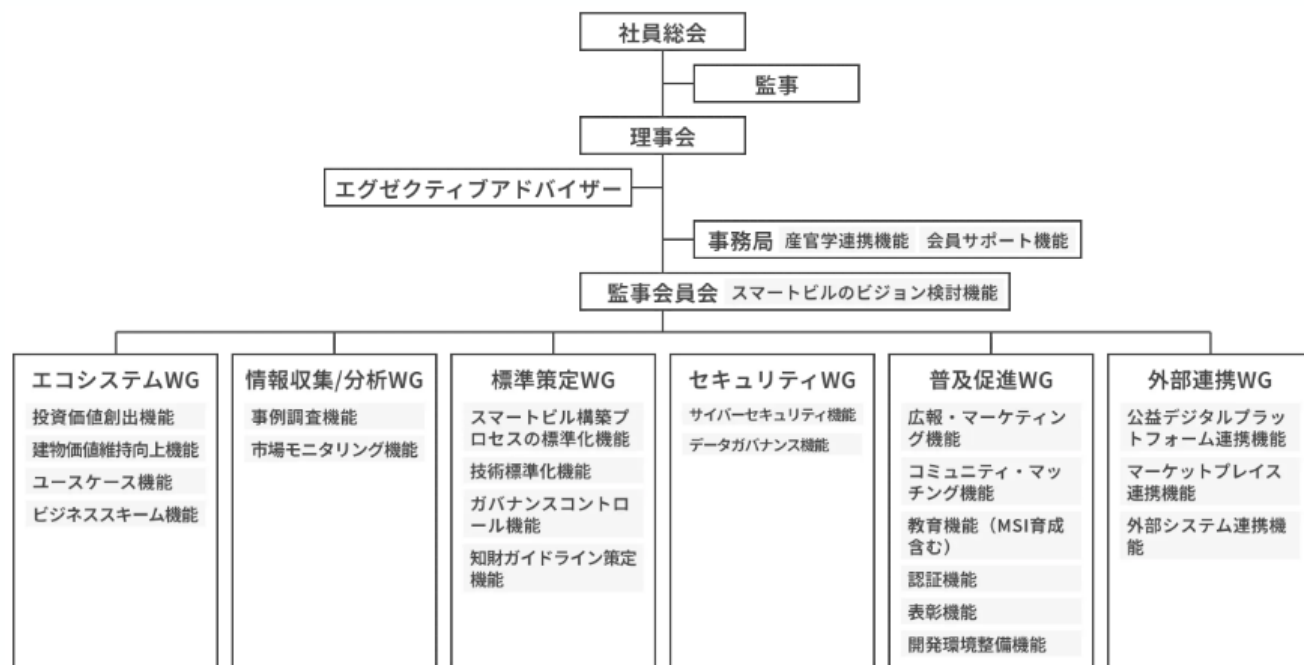 社員総会
監事
理事会
エグゼクティブアドバイザー
事務局 産官学連携機能 会員サポート機能
監事会員会 スマートビルのビジョン検討機能
エコシステムWG
投資価値創出機能
建物価値維持向上機能
ユースケース機能
ビジネススキーム機能
情報収集/分析WG
事例調査機能
市場モニタリング機能
標準策定WG
スマートビル構築プ
ロセスの標準化機能
技術標準化機能
ガバナンスコントロ
ール機能
知財ガイドライン策定
機能
セキュリティWG
サイバーセキュリティ機能
データガバナンス機能
普及促進WG
広報・マーケティン
グ機能
コミュニティ・マッ
チング機能
教育機能（MSI育成
含む）
認証機能
表彰機能
開発環境整備機能
外部連携WG
公益デジタルプラッ
トフォーム連携機能
マーケットプレイス
連携機能
外部システム連携機
能